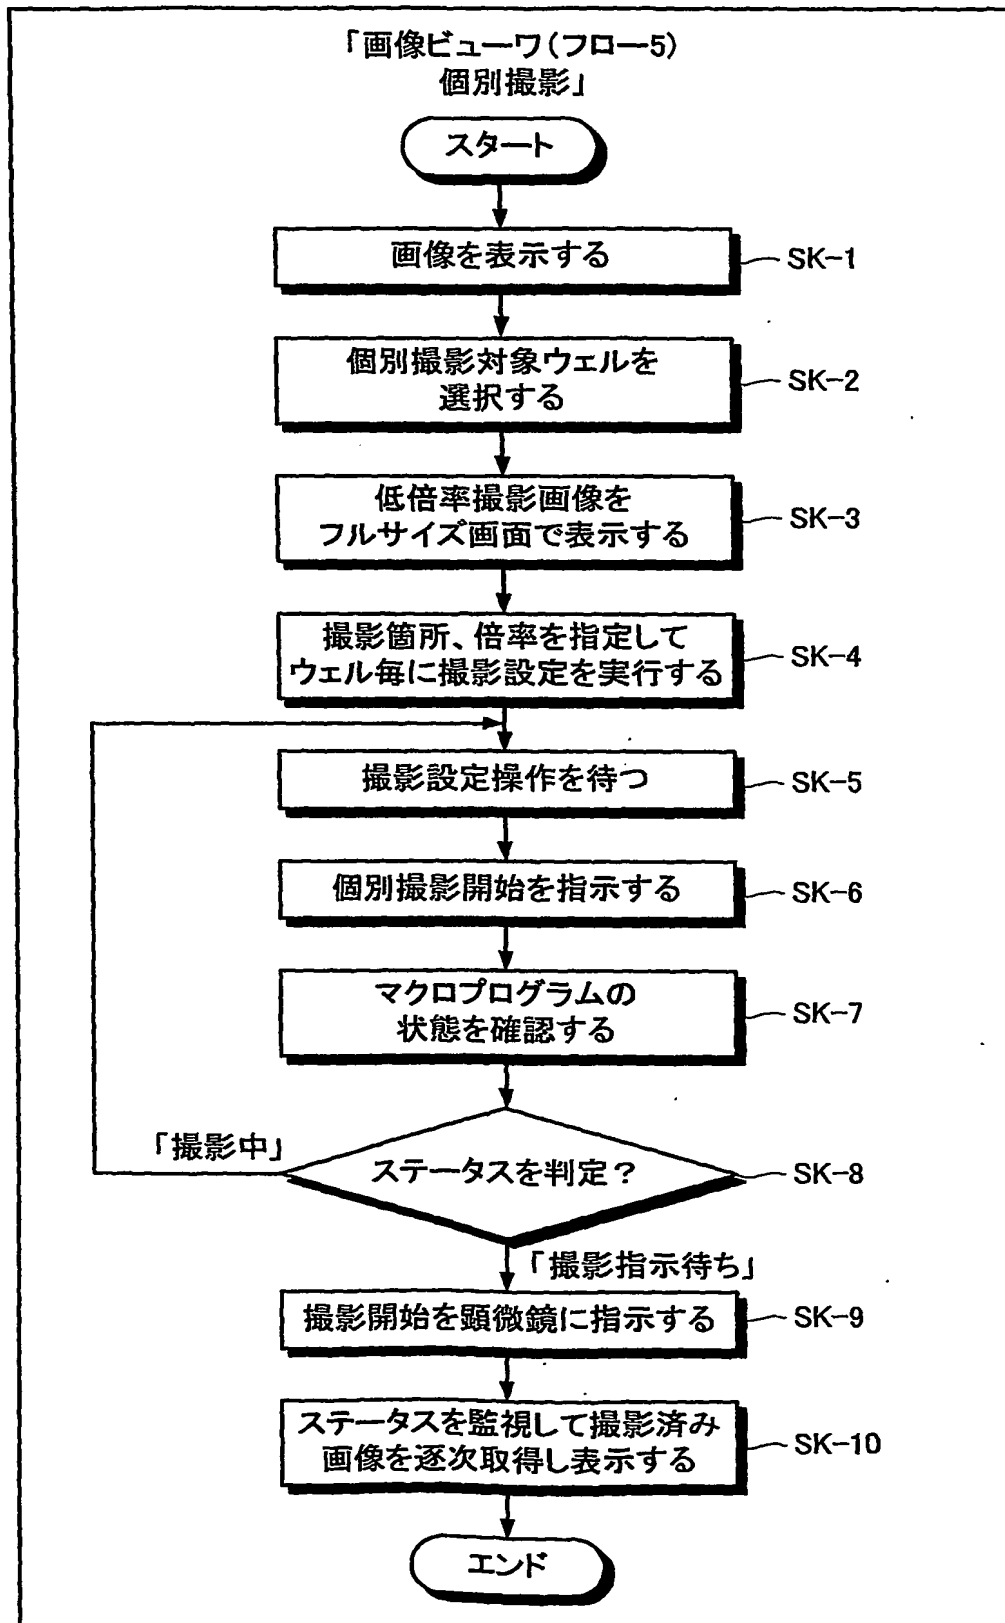 「画像ビューワ(フロー5)
個別撮影」
スタート
画像を表示する
SK-1
個別撮影対象ウェルを
選択する
SK-2
低倍率撮影画像を
フルサイズ画面で表示する
SK-3
撮影箇所、倍率を指定して
ウェル毎に撮影設定を実行する
SK-4
撮影設定操作を待つ
SK-5
個別撮影開始を指示する
SK-6
マクロプログラムの
状態を確認する
SK-7
「撮影中」
ステータスを判定?
SK-8
「撮影指示待ち」
撮影開始を顕微鏡に指示する
SK-9
ステータスを監視して撮影済み
画像を逐次取得し表示する
SK-10
エンド